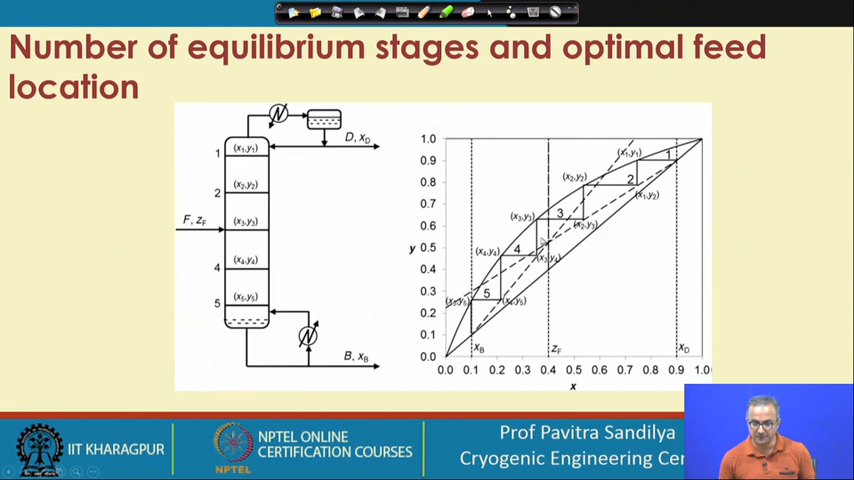 Number of equilibrium stages and optimal feed
location
D, xD
1
(x1,y1)
2
(x2,y2)
F, zF
(x3,y3)
4
(x4,y4)
5
(x5,y5)
B, xB
1.0
0.9
0.8
0.7
0.6
0.5
0.4
0.3
0.2
0.1
0.0
y
(x1,y1)
1
(x2,y2)
2
(x1,y2)
(x3,y3)
3
(x2,y3)
(x4,y4)
4
(x3,y4)
(x5,y5)
5
(x4,y5)
xB
zF
xD
0.0 0.1 0.2 0.3 0.4 0.5 0.6 0.7 0.8 0.9 1.0
x
IIT KHARAGPUR
NPTEL
NPTEL ONLINE
CERTIFICATION COURSES
Prof Pavitra Sandilya
Cryogenic Engineering Cen